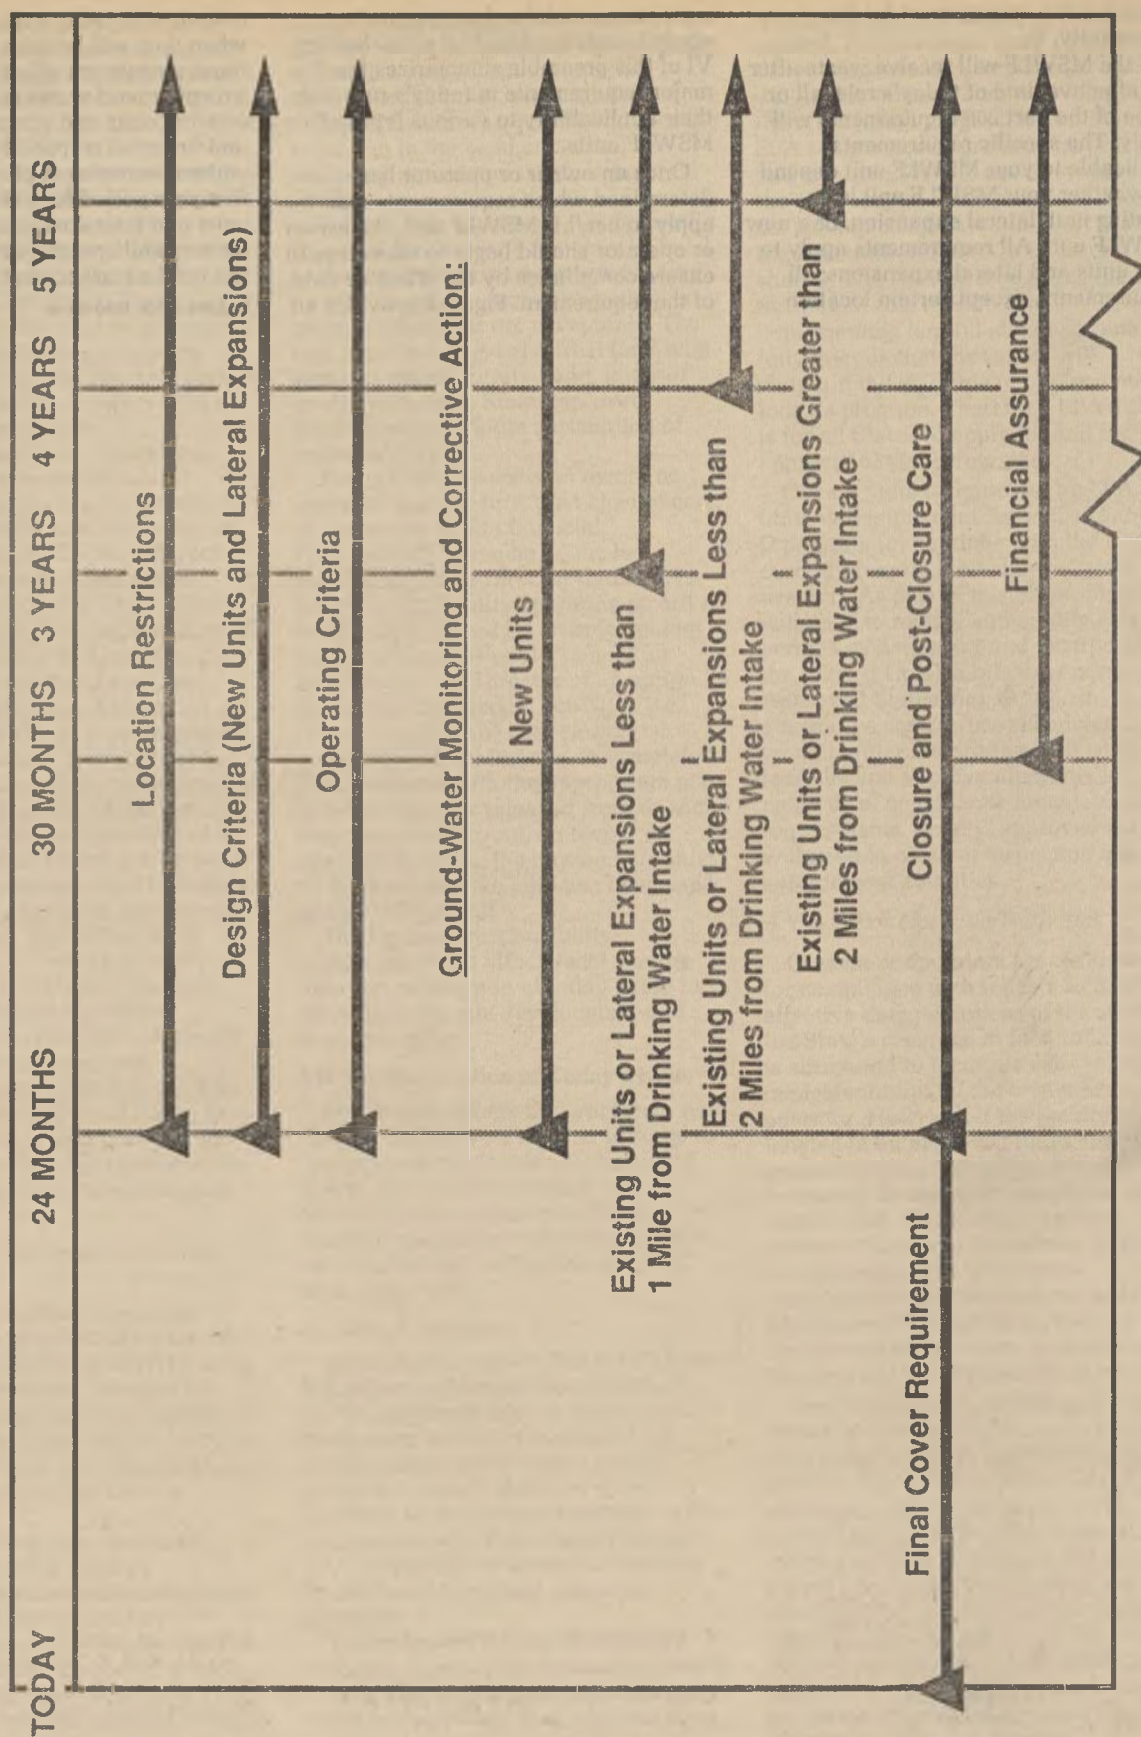 TODAY 24 MONTHS 30 MONTHS 3 YEARS 4 YEARS 5 YEARS
Location Restrictions
Design Criteria (New Units and Lateral Expansions)
Operating Criteria
Ground-Water Monitoring and Corrective Action:
New Units
Existing Units or Lateral Expansions Less than
1 Mile from Drinking Water Intake
Existing Units or Lateral Expansions Less than
2 Miles from Drinking Water Intake
Existing Units or Lateral Expansions Greater than
2 Miles from Drinking Water Intake
Final Cover Requirement
Closure and Post-Closure Care
Financial Assurance